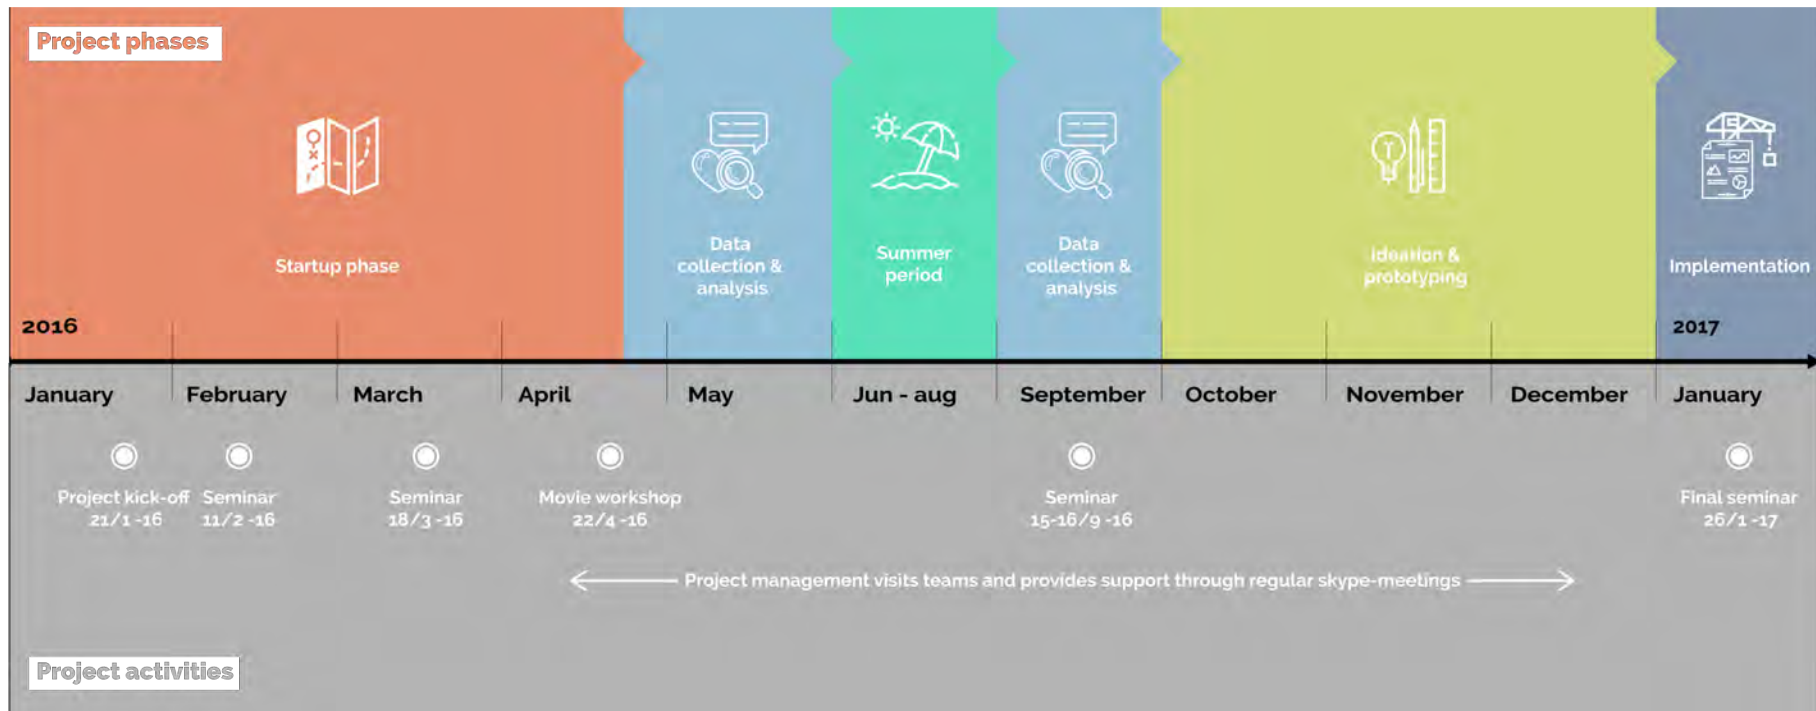 Project phases
Startup phase
Data
collection &
analysis
Summer
period
Data
collection &
analysis
Ideation &
prototyping
Implementation
2016
2017
January
February
March
April
May
Jun - aug
September
October
November
December
January
Project kick-off
21/1 -16
Seminar
11/2 -16
Seminar
18/3 -16
Movie workshop
22/4 -16
Seminar
15-16/9 -16
Final seminar
26/1 -17
Project management visits teams and provides support through regular skype-meetings
Project activities